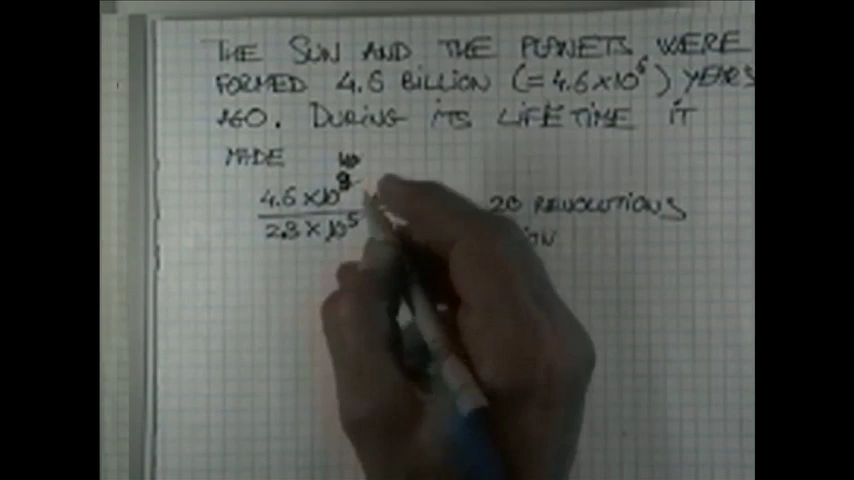 THE SUN AND THE PLANETS WERE
FORMED 4.6 BILLION (=4.6×10⁶) YEARS
AGO. DURING ITS LIFETIME IT
MADE
4.6 ×10⁹
2.3 × 10⁵
20 REVOLUTIONS